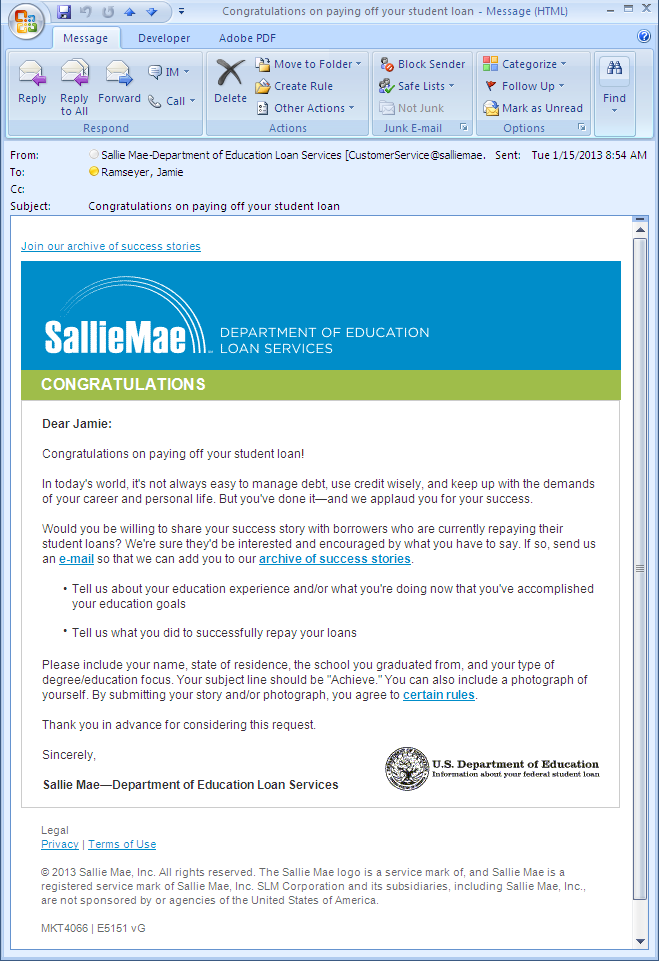 Congratulations on paying off your student loan - Message (HTML)
Message Developer Adobe PDF
Reply
Reply to All
Forward
IM
Call
Respond
Delete
Move to Folder
Create Rule
Other Actions
Actions
Block Sender
Safe Lists
Not Junk
Junk E-mail
Categorize
Follow Up
Mark as Unread
Options
Find
From: Sallie Mae-Department of Education Loan Services [CustomerService@salliemae. Sent: Tue 1/15/2013 8:54 AM
To: Ramseyer, Jamie
Cc:
Subject: Congratulations on paying off your student loan
Join our archive of success stories
SallieMae
DEPARTMENT OF EDUCATION
LOAN SERVICES
CONGRATULATIONS
Dear Jamie:
Congratulations on paying off your student loan!
In today's world, it's not always easy to manage debt, use credit wisely, and keep up with the demands
of your career and personal life. But you've done it—and we applaud you for your success.
Would you be willing to share your success story with borrowers who are currently repaying their
student loans? We're sure they'd be interested and encouraged by what you have to say. If so, send us
an e-mail so that we can add you to our archive of success stories.
• Tell us about your education experience and/or what you're doing now that you've accomplished
your education goals
• Tell us what you did to successfully repay your loans
Please include your name, state of residence, the school you graduated from, and your type of
degree/education focus. Your subject line should be "Achieve." You can also include a photograph of
yourself. By submitting your story and/or photograph, you agree to certain rules.
Thank you in advance for considering this request.
Sincerely,
Sallie Mae—Department of Education Loan Services
U.S. Department of Education
Information about your federal student loan
Legal
Privacy | Terms of Use
© 2013 Sallie Mae, Inc. All rights reserved. The Sallie Mae logo is a service mark of, and Sallie Mae is a
registered service mark of Sallie Mae, Inc. SLM Corporation and its subsidiaries, including Sallie Mae, Inc.,
are not sponsored by or agencies of the United States of America.
MKT4066 | E5151 vG